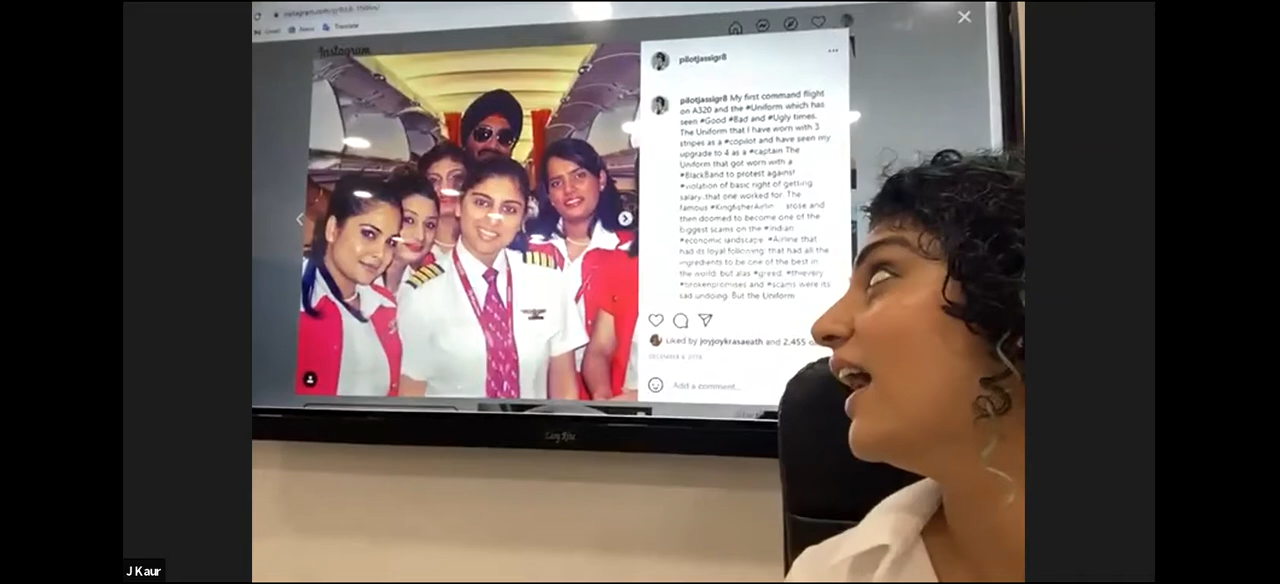 Translate
Instagram
pilotjassigr8
pilotjassigr8 My first command flight
on A320 and the #Uniform which has
seen #Good #Bad and #Ugly times.
The Uniform that I have worn with 3
stripes as a #copilot and have seen my
upgrade to 4 as a #captain The
Uniform that got worn with a
#BlackBand to protest against
#violation of basic right of getting
salary..that one worked for. The
famous #KingfisherAirlin arose and
then doomed to become one of the
biggest scams on the #Indian
#economic landscape. #Airline that
had its loyal following: that had all the
ingredients to be one of the best in
the world: but alas #greed, #thievery
#brokenpromises and #scams were its
sad undoing. But the Uniform
Liked by joyjoykrasaeath and 2,455
DECEMBER
Add a comment...
J Kaur